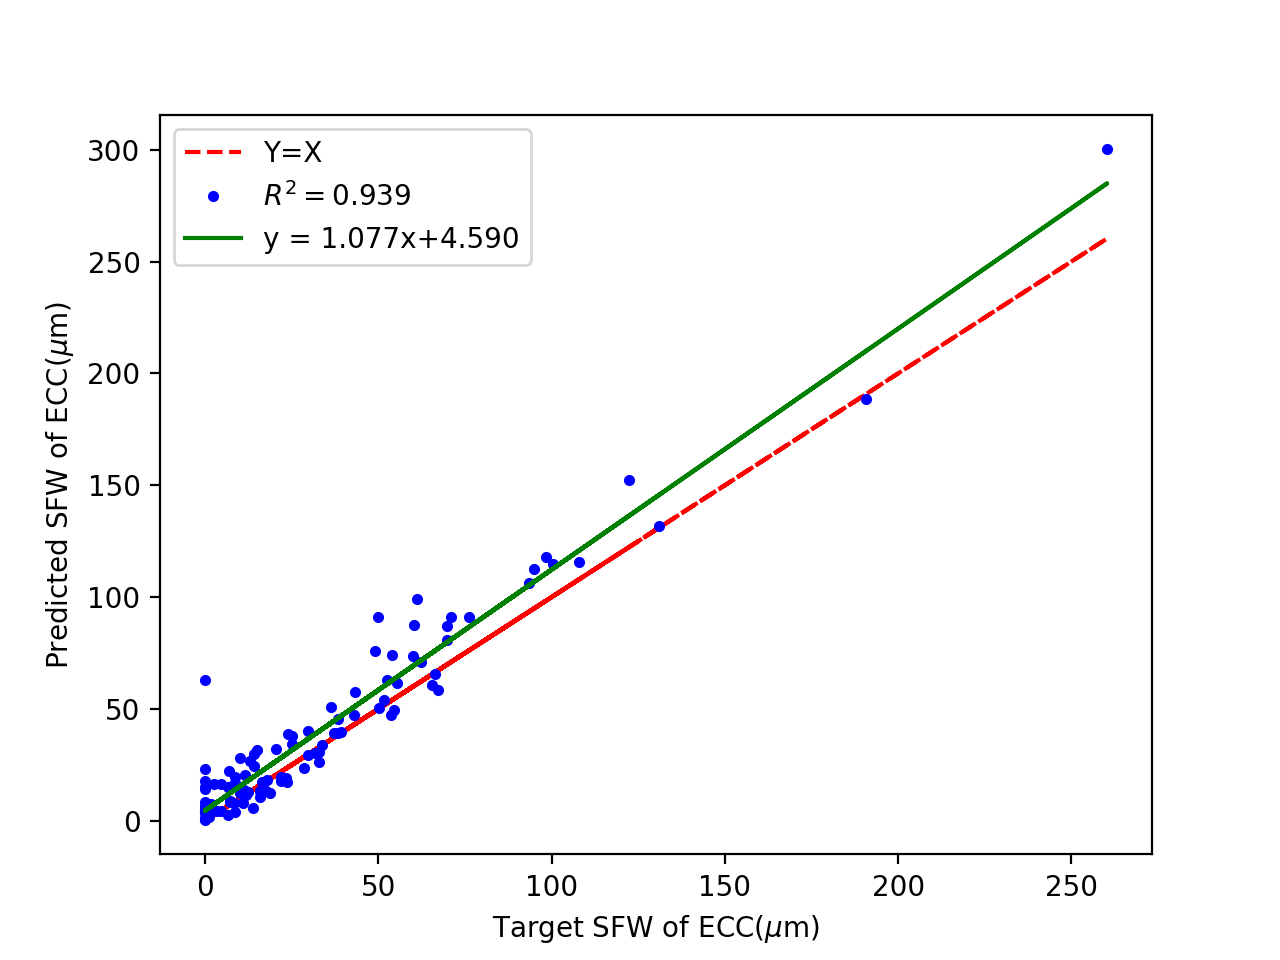 Y=X
R² = 0.939
y = 1.077x+4.590
300
250
200
150
100
50
0
Predicted SFW of ECC(μm)
0 50 100 150 200 250
Target SFW of ECC(μm)